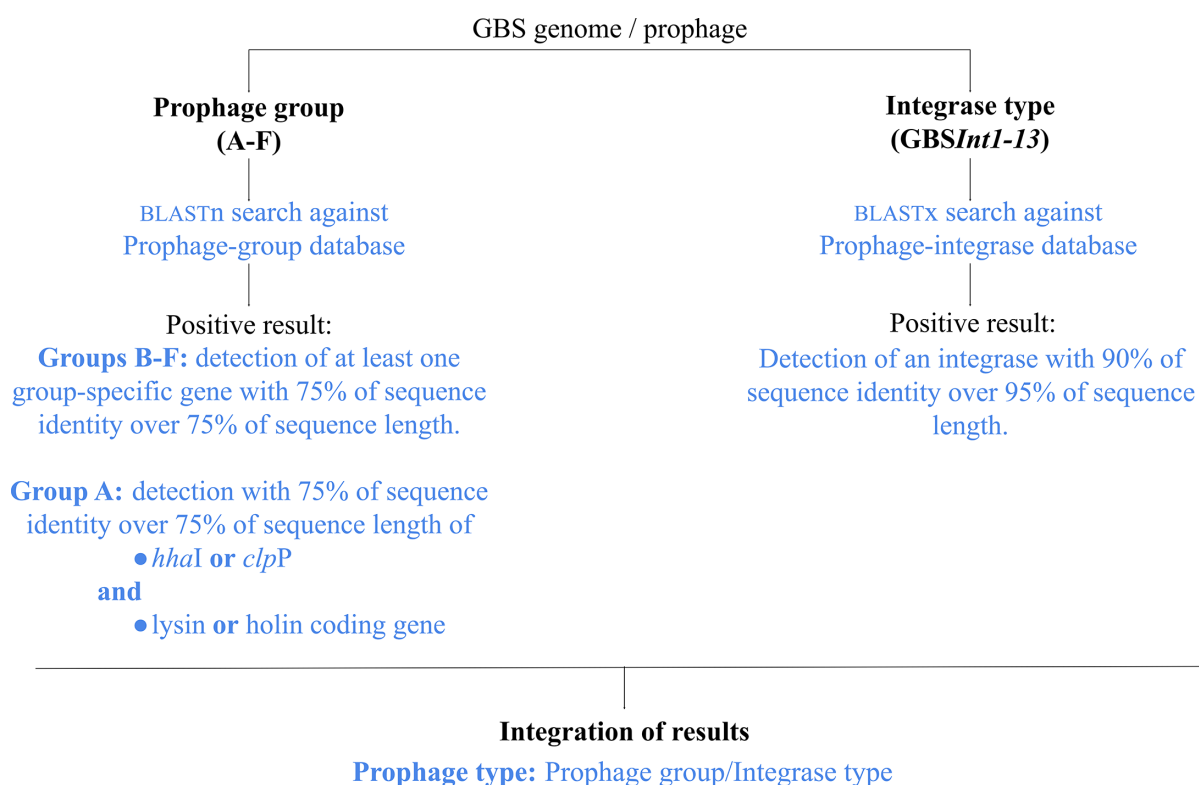 GBS genome / prophage
Prophage group
(A-F)
BLASTn search against
Prophage-group database
Positive result:
Groups B-F: detection of at least one
group-specific gene with 75% of sequence
identity over 75% of sequence length.
Group A: detection with 75% of sequence
identity over 75% of sequence length of
●hhaI or clpP
and
●lysin or holin coding gene
Integrase type
(GBSInt1-13)
BLASTx search against
Prophage-integrase database
Positive result:
Detection of an integrase with 90% of
sequence identity over 95% of sequence
length.
Integration of results
Prophage type: Prophage group/Integrase type